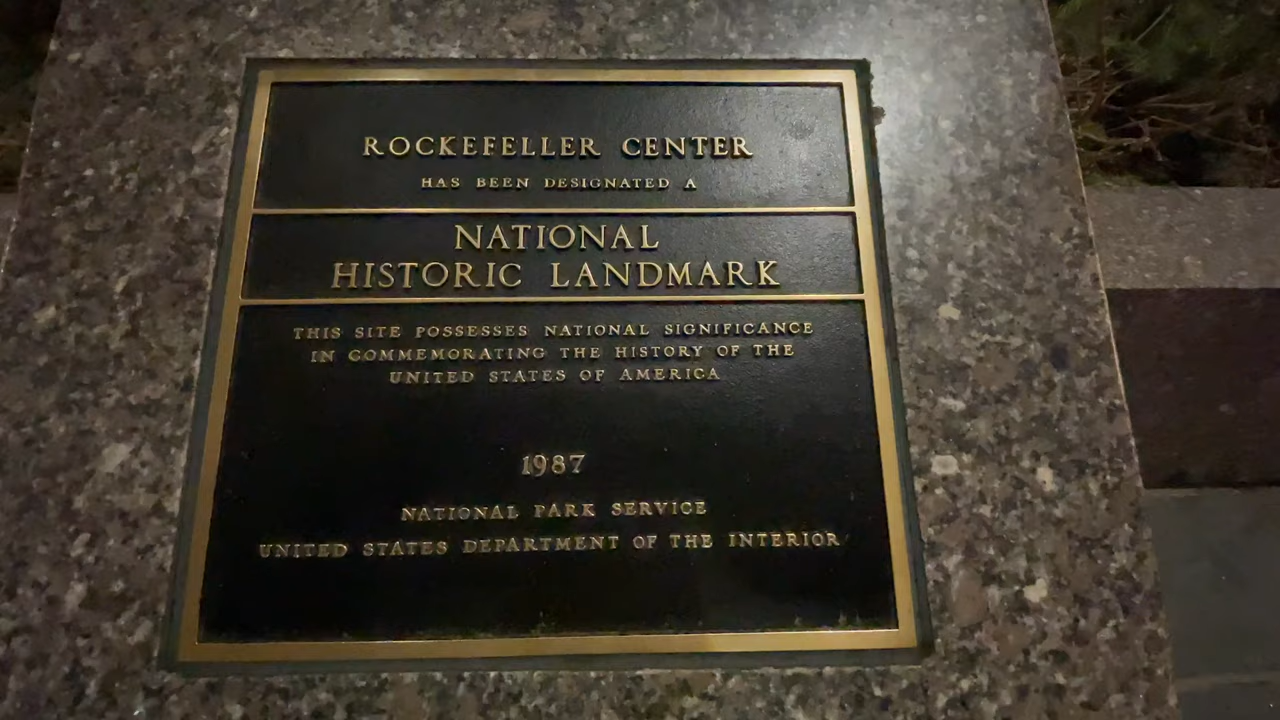 ROCKEFELLER CENTER
HAS BEEN DESIGNATED A
NATIONAL
HISTORIC LANDMARK
THIS SITE POSSESSES NATIONAL SIGNIFICANCE
IN COMMEMORATING THE HISTORY OF THE
UNITED STATES OF AMERICA
1987
NATIONAL PARK SERVICE
UNITED STATES DEPARTMENT OF THE INTERIOR